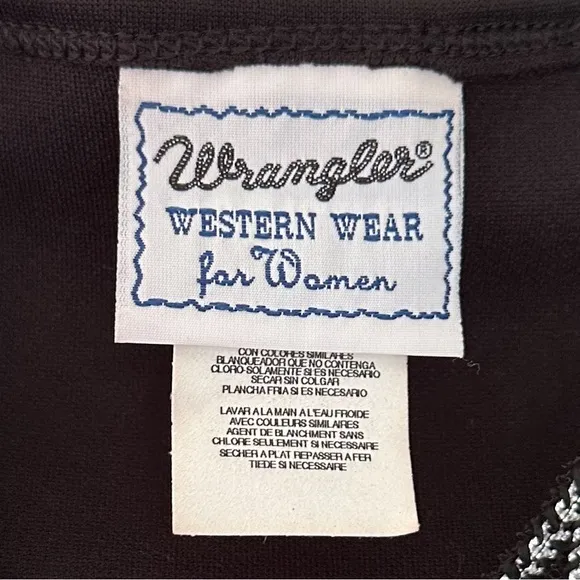 Wrangler®
WESTERN WEAR
for Women
CON COLORES SIMILARES
BLANQUEADOR QUE NO CONTENGA
CLORO-SOLAMENTE SI ES NECESARIO
SECAR SIN COLGAR
PLANCHA FRIA SI ES NECESARIO
LAVAR A LA MAIN A L'EAU FROIDE
AVEC COULEURS SIMILAIRES
AGENT DE BLANCHMENT SANS
CHLORE SEULEMENT SI NECESSAIRE
SECHER A PLAT REPASSER A FER
TIEDE SI NECESSAIRE